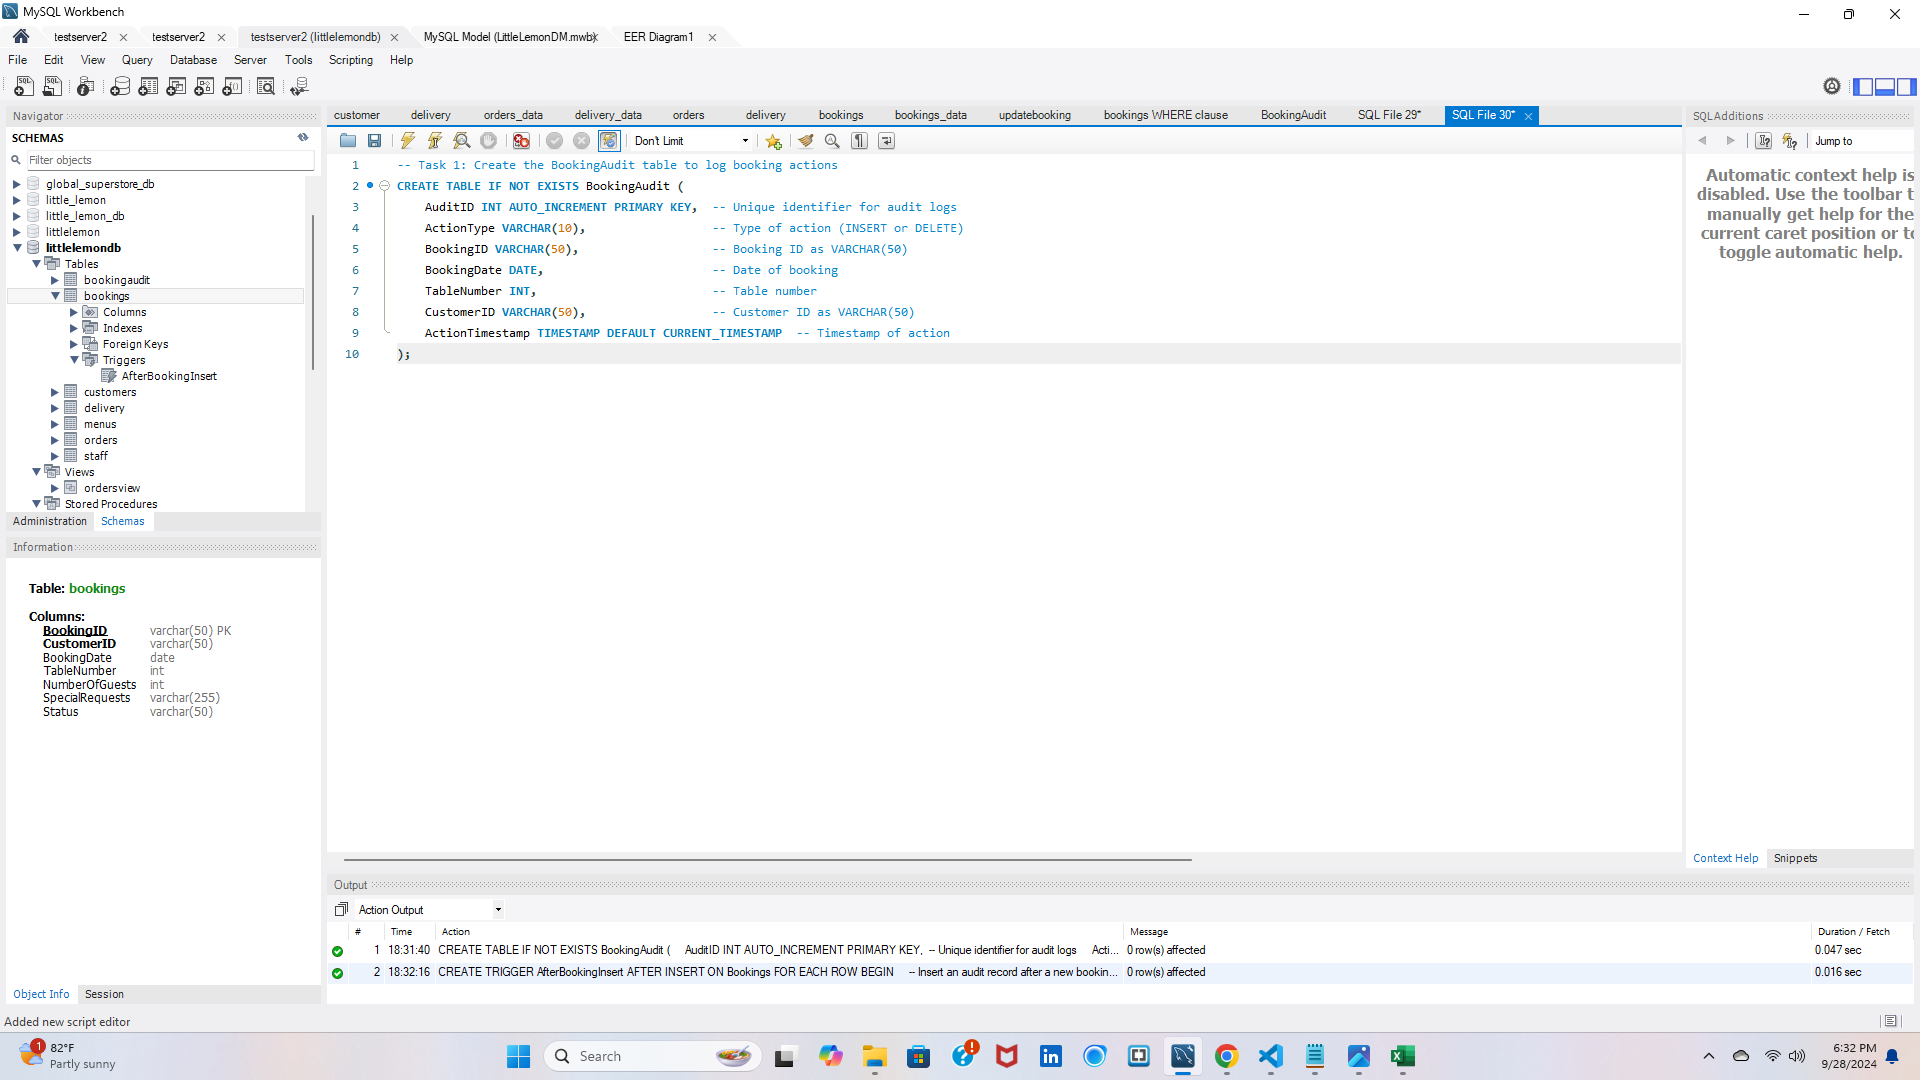 MySQL Workbench
testserver2
testserver2
testserver2 (littlelemondb)
MySQL Model (LittleLemonDM.mwb)
EER Diagram1
File Edit View Query Database Server Tools Scripting Help
Navigator
SCHEMAS
Filter objects
global_superstore_db
little_lemon
little_lemon_db
littlelemon
littlelemondb
Tables
bookingaudit
bookings
Columns
Indexes
Foreign Keys
Triggers
AfterBookingInsert
customers
delivery
menus
orders
staff
Views
ordersview
Stored Procedures
Administration Schemas
Information
Table: bookings
Columns:
BookingID varchar(50) PK
CustomerID varchar(50)
BookingDate date
TableNumber int
NumberOfGuests int
SpecialRequests varchar(255)
Status varchar(50)
Object Info Session
Added new script editor
customer delivery orders_data delivery_data orders delivery bookings bookings_data updatebooking bookings WHERE clause BookingAudit SQL File 29* SQL File 30*
Don't Limit
1 -- Task 1: Create the BookingAudit table to log booking actions
2 CREATE TABLE IF NOT EXISTS BookingAudit (
3 AuditID INT AUTO_INCREMENT PRIMARY KEY, -- Unique identifier for audit logs
4 ActionType VARCHAR(10), -- Type of action (INSERT or DELETE)
5 BookingID VARCHAR(50), -- Booking ID as VARCHAR(50)
6 BookingDate DATE, -- Date of booking
7 TableNumber INT, -- Table number
8 CustomerID VARCHAR(50), -- Customer ID as VARCHAR(50)
9 ActionTimestamp TIMESTAMP DEFAULT CURRENT_TIMESTAMP -- Timestamp of action
10 );
SQLAdditions
Jump to
Automatic context help is
disabled. Use the toolbar t
manually get help for the
current caret position or to
toggle automatic help.
Context Help Snippets
Output
Action Output
# Time Action Message Duration / Fetch
1 18:31:40 CREATE TABLE IF NOT EXISTS BookingAudit ( AuditID INT AUTO_INCREMENT PRIMARY KEY, -- Unique identifier for audit logs Acti... 0 row(s) affected 0.047 sec
2 18:32:16 CREATE TRIGGER AfterBookingInsert AFTER INSERT ON Bookings FOR EACH ROW BEGIN -- Insert an audit record after a new bookin... 0 row(s) affected 0.016 sec
1
82°F
Partly sunny
Search
6:32 PM
9/28/2024